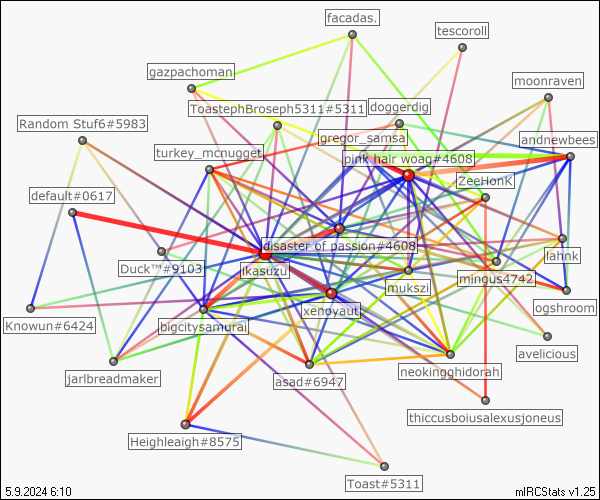 facadas.
tescoroll
gazpachoman
moonraven
ToastephBroseph5311#5311
doggerdig
Random Stuf6#5983
gregor_samsa
andnewbees
turkey_mcnugget
pink hair woag#4608
ZeeHonK
default#0617
disaster of passion#4608
lahnk
Duck™#9103
ikasuzu
mukszi
mingus4742
ogshroom
Knowun#6424
bigcitysamurai
xenovaut
avelicious
jarlbreadmaker
asad#6947
neokingghidorah
thiccusboiusalexusjoneus
Heighleaigh#8575
Toast#5311
5.9.2024 6:10
mIRCStats v1.25